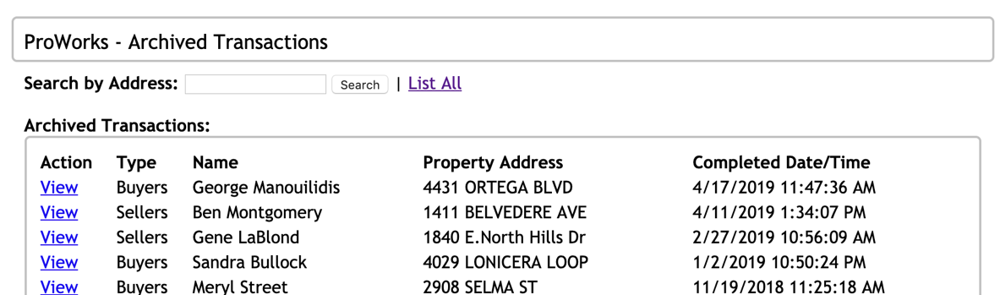 ProWorks - Archived Transactions
Search by Address: Search | List All
Archived Transactions:
Action Type Name Property Address Completed Date/Time
View Buyers George Manouilidis 4431 ORTEGA BLVD 4/17/2019 11:47:36 AM
View Sellers Ben Montgomery 1411 BELVEDERE AVE 4/11/2019 1:34:07 PM
View Sellers Gene LaBlond 1840 E.North Hills Dr 2/27/2019 10:56:09 AM
View Buyers Sandra Bullock 4029 LONICERA LOOP 1/2/2019 10:50:24 PM
View Buyers Meryl Street 2908 SELMA ST 11/19/2018 11:25:18 AM